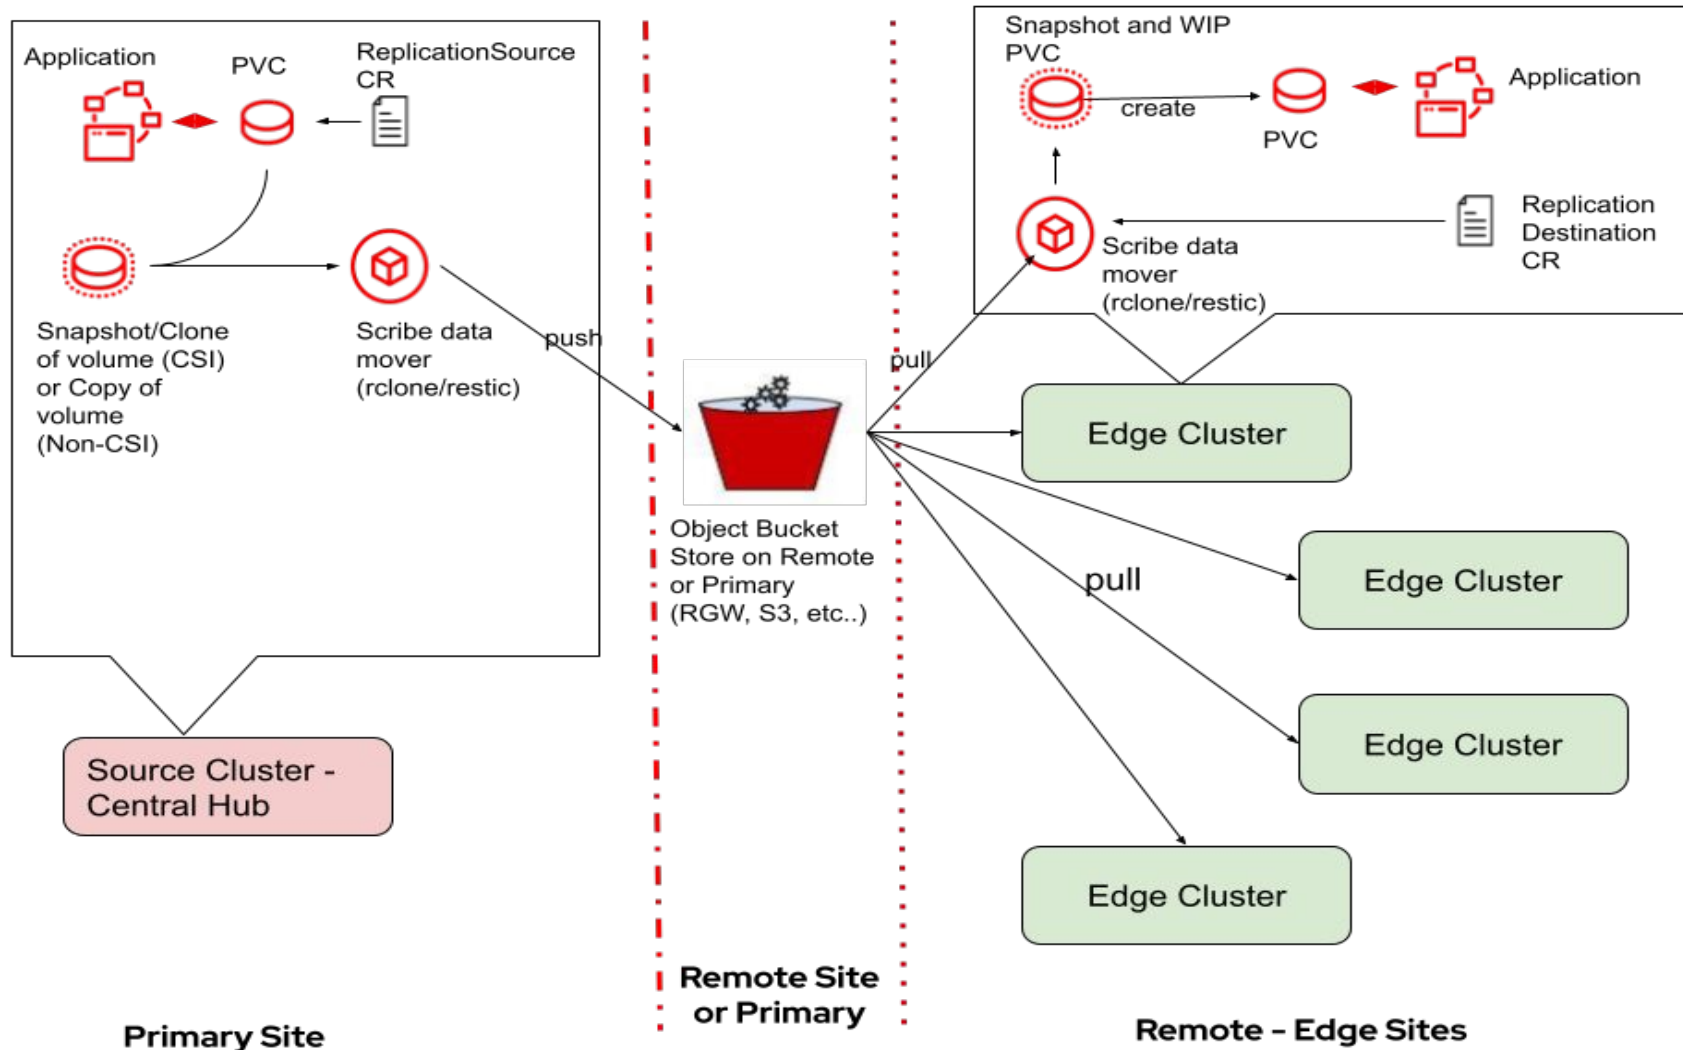 Application
PVC
ReplicationSource
CR
Snapshot/Clone
of volume (CSI)
or Copy of
volume
(Non-CSI)
Scribe data
mover
(rclone/restic)
push
Source Cluster -
Central Hub
Primary Site
Object Bucket
Store on Remote
or Primary
(RGW, S3, etc..)
Remote Site
or Primary
Snapshot and WIP
PVC
create
PVC
Application
Scribe data
mover
(rclone/restic)
Replication
Destination
CR
pull
Edge Cluster
Edge Cluster
pull
Edge Cluster
Edge Cluster
Remote - Edge Sites